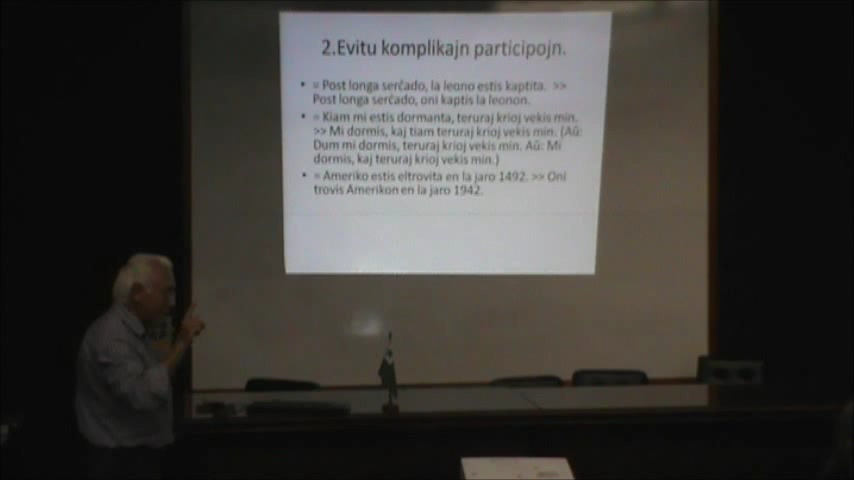 2.Evitu komplikajn participojn.
• = Post longa serĉado, la leono estis kaptita. >>
Post longa serĉado, oni kaptis la leonon.
• = Kiam mi estis dormanta, teruraj krioj vekis min.
>> Mi dormis, kaj tiam teruraj krioj vekis min. (Aŭ:
Dum mi dormis, teruraj krioj vekis min. Aŭ: Mi
dormis, kaj teruraj krioj vekis min.)
• = Ameriko estis eltrovita en la jaro 1492. >> Oni
trovis Amerikon en la jaro 1942.